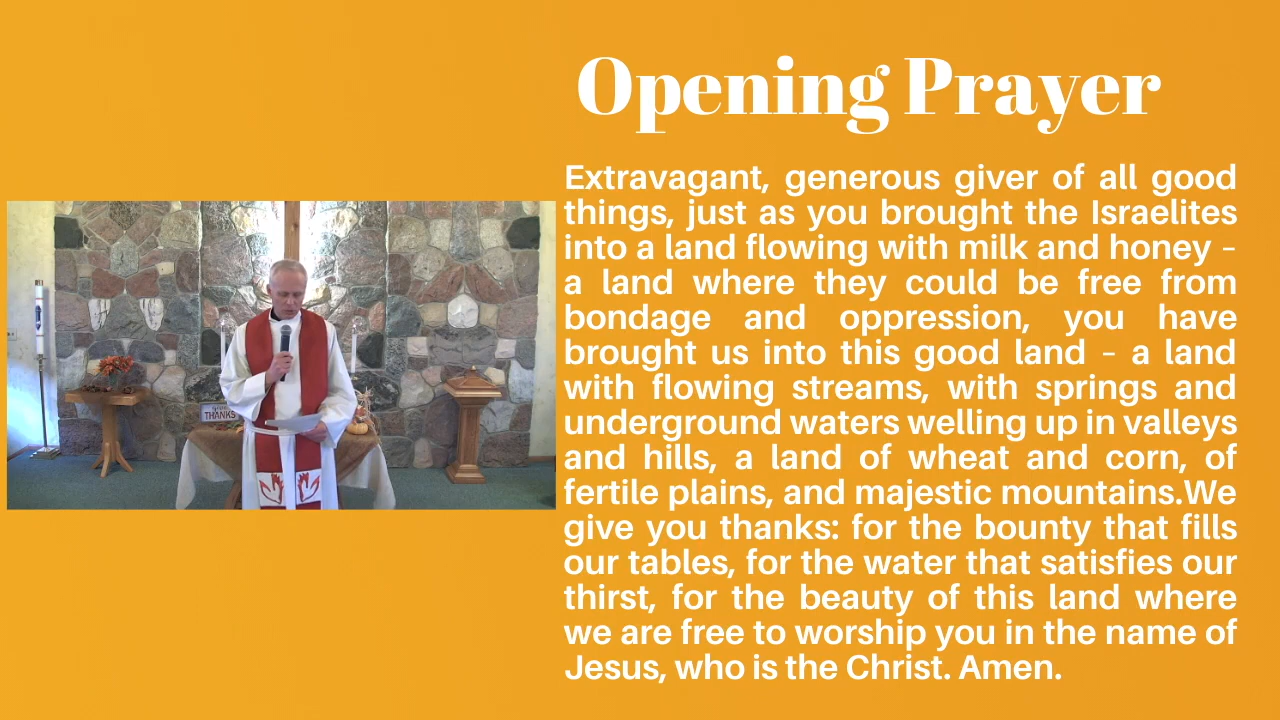 Opening Prayer
Extravagant, generous giver of all good
things, just as you brought the Israelites
into a land flowing with milk and honey –
a land where they could be free from
bondage and oppression, you have
brought us into this good land – a land
with flowing streams, with springs and
underground waters welling up in valleys
and hills, a land of wheat and corn, of
fertile plains, and majestic mountains.We
give you thanks: for the bounty that fills
our tables, for the water that satisfies our
thirst, for the beauty of this land where
we are free to worship you in the name of
Jesus, who is the Christ. Amen.
THANKS